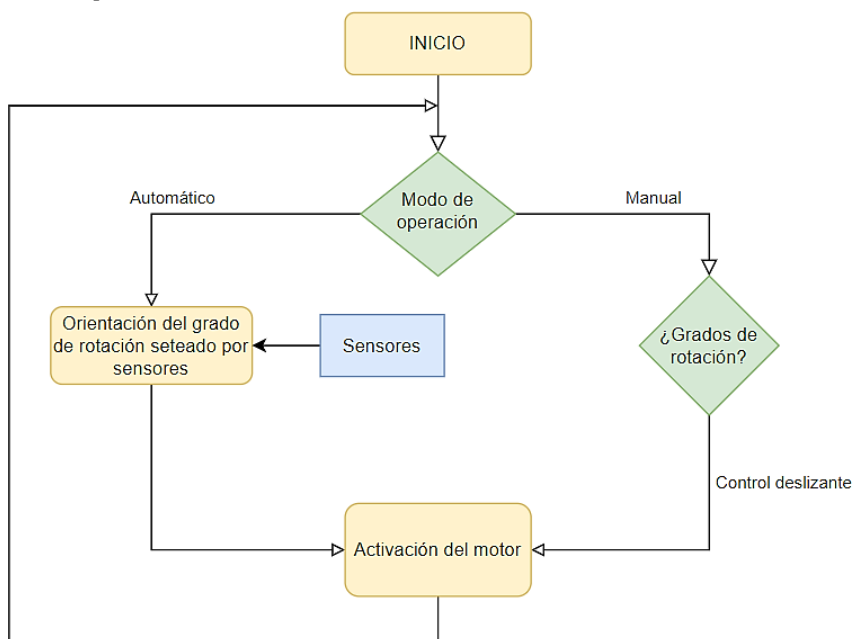 INICIO
Modo de
operación
Automático
Manual
Orientación del grado
de rotación seteado por
sensores
Sensores
¿Grados de
rotación?
Control deslizante
Activación del motor